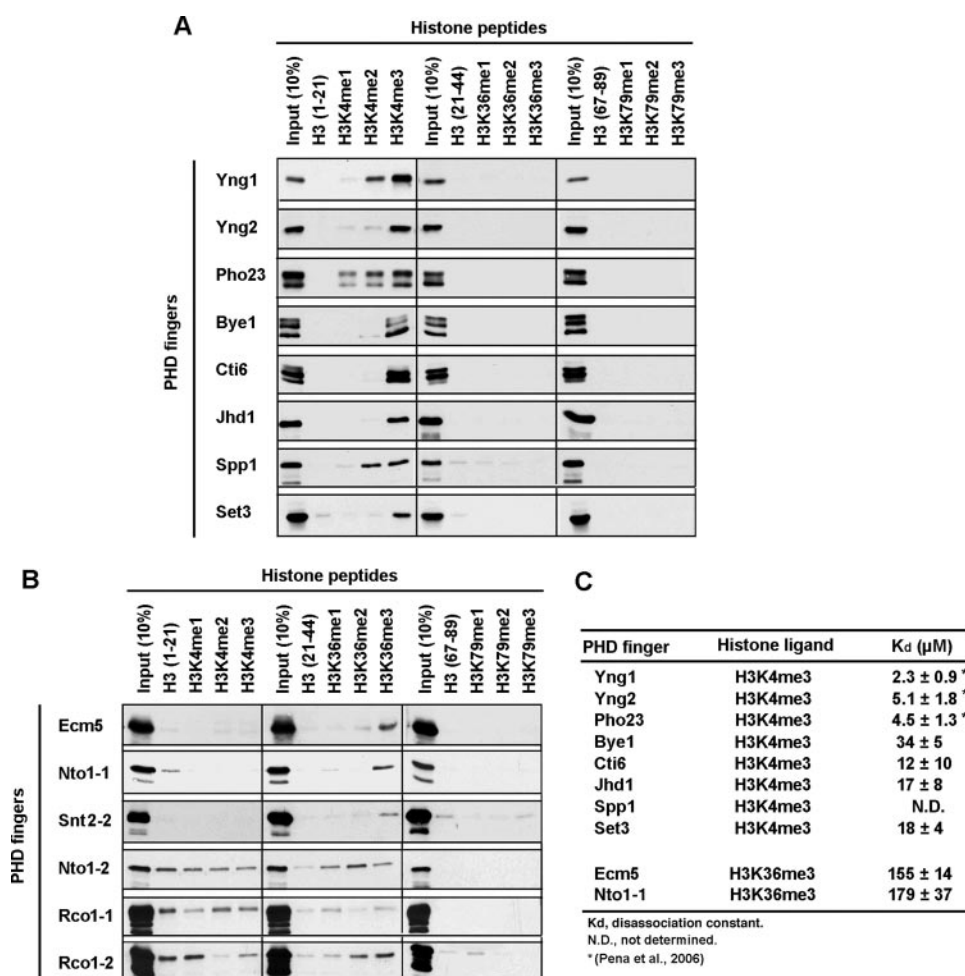 A
Histone peptides
Input (10%)
H3 (1-21)
H3K4me1
H3K4me2
H3K4me3
Input (10%)
H3 (21-44)
H3K36me1
H3K36me2
H3K36me3
Input (10%)
H3 (67-89)
H3K79me1
H3K79me2
H3K79me3
PHD fingers
Yng1
Yng2
Pho23
Bye1
Cti6
Jhd1
Spp1
Set3
B
Histone peptides
Input (10%)
H3 (1-21)
H3K4me1
H3K4me2
H3K4me3
Input (10%)
H3 (21-44)
H3K36me1
H3K36me2
H3K36me3
Input (10%)
H3 (67-89)
H3K79me1
H3K79me2
H3K79me3
PHD fingers
Ecm5
Nto1-1
Snt2-2
Nto1-2
Rco1-1
Rco1-2
C
PHD finger Histone ligand Kd (µM)
Yng1 H3K4me3 2.3 ± 0.9 *
Yng2 H3K4me3 5.1 ± 1.8 *
Pho23 H3K4me3 4.5 ± 1.3 *
Bye1 H3K4me3 34 ± 5
Cti6 H3K4me3 12 ± 10
Jhd1 H3K4me3 17 ± 8
Spp1 H3K4me3 N.D.
Set3 H3K4me3 18 ± 4
Ecm5 H3K36me3 155 ± 14
Nto1-1 H3K36me3 179 ± 37
Kd, disassociation constant.
N.D., not determined.
* (Pena et al., 2006)